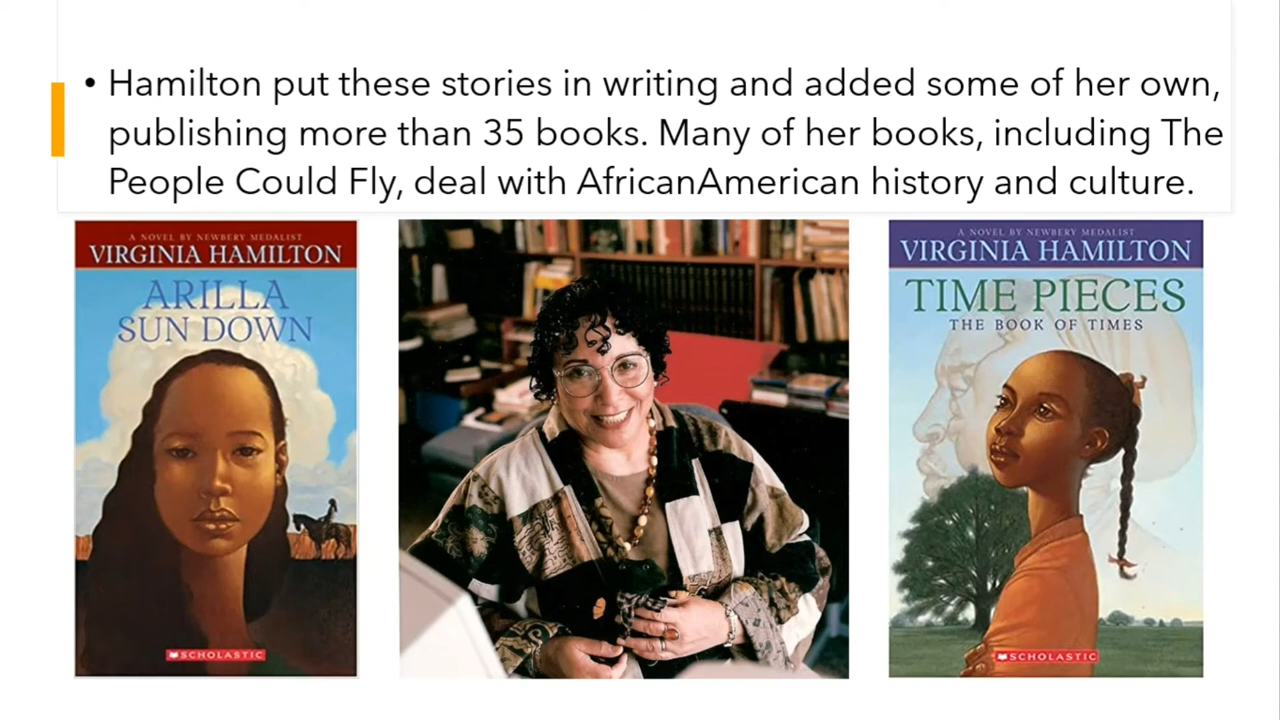 • Hamilton put these stories in writing and added some of her own,
publishing more than 35 books. Many of her books, including The
People Could Fly, deal with AfricanAmerican history and culture.
A NOVEL BY NEWBERY MEDALIST
VIRGINIA HAMILTON
ARILLA
SUN DOWN
SCHOLASTIC
A NOVEL BY NEWBERY MEDALIST
VIRGINIA HAMILTON
TIME PIECES
THE BOOK OF TIMES
SCHOLASTIC